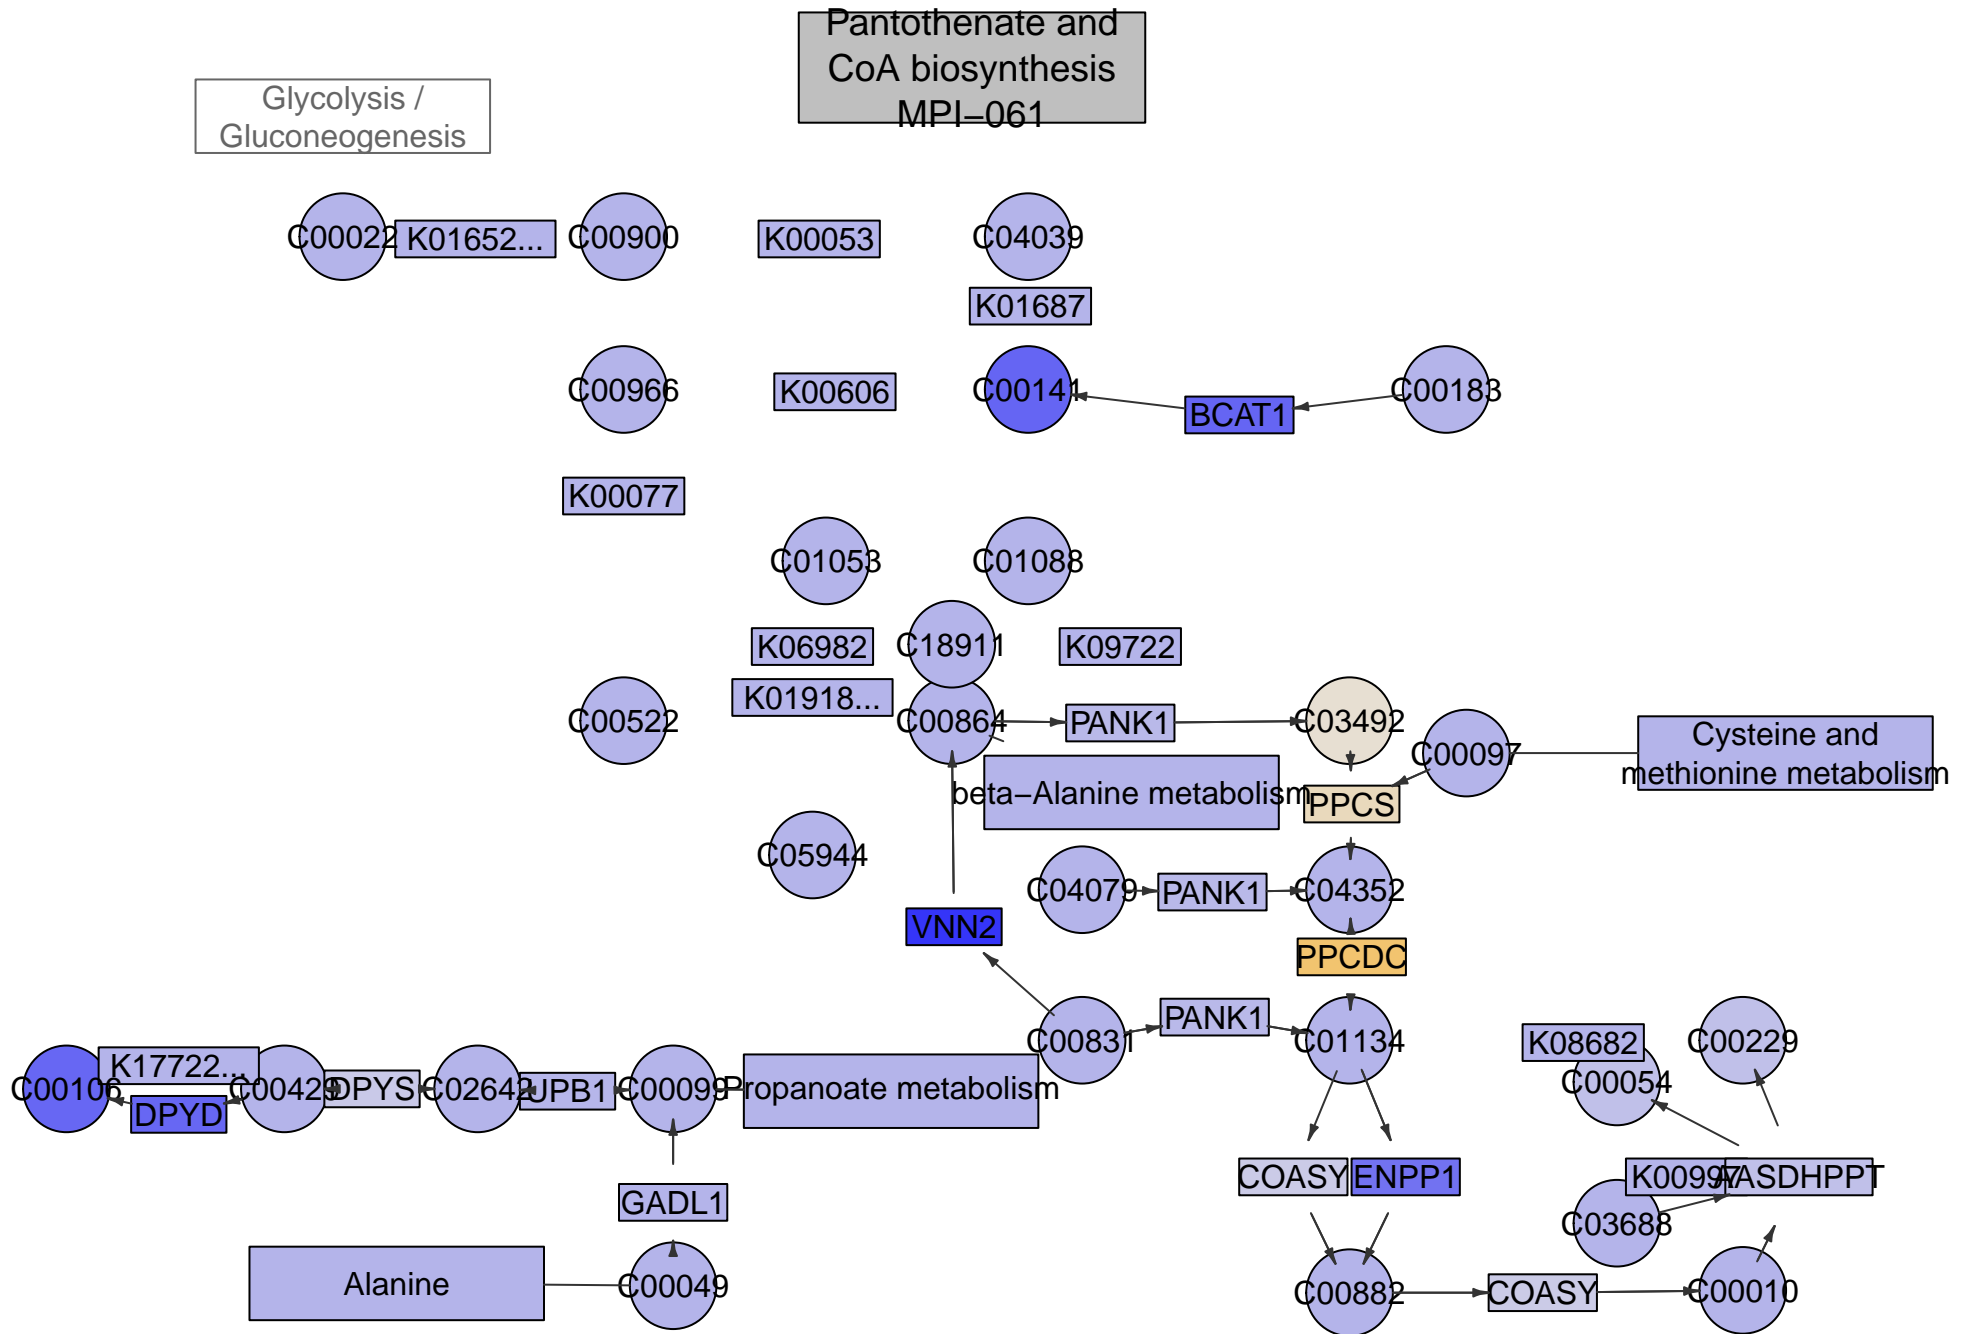 Pantothenate and
CoA biosynthesis
MPI−061
Glycolysis /
Gluconeogenesis
C00022
K01652...
C00900
K00053
C04039
K01687
C00966
K00606
C00141
BCAT1
C00183
K00077
C01053
C01088
K06982
C18911
K09722
K01918...
C00522
C00864
PANK1
C03492
C00097
Cysteine and
methionine metabolism
beta−Alanine metabolism
PPCS
C05944
C04079
PANK1
C04352
VNN2
PPCDC
C00831
PANK1
C01134
K08682
C00229
C00054
C00106
K17722...
DPYD
C00429
DPYS
C02642
UPB1
C00099
Propanoate metabolism
COASY
ENPP1
K00997
AASDHPPT
GADL1
C03688
Alanine
C00049
C00882
COASY
C00010